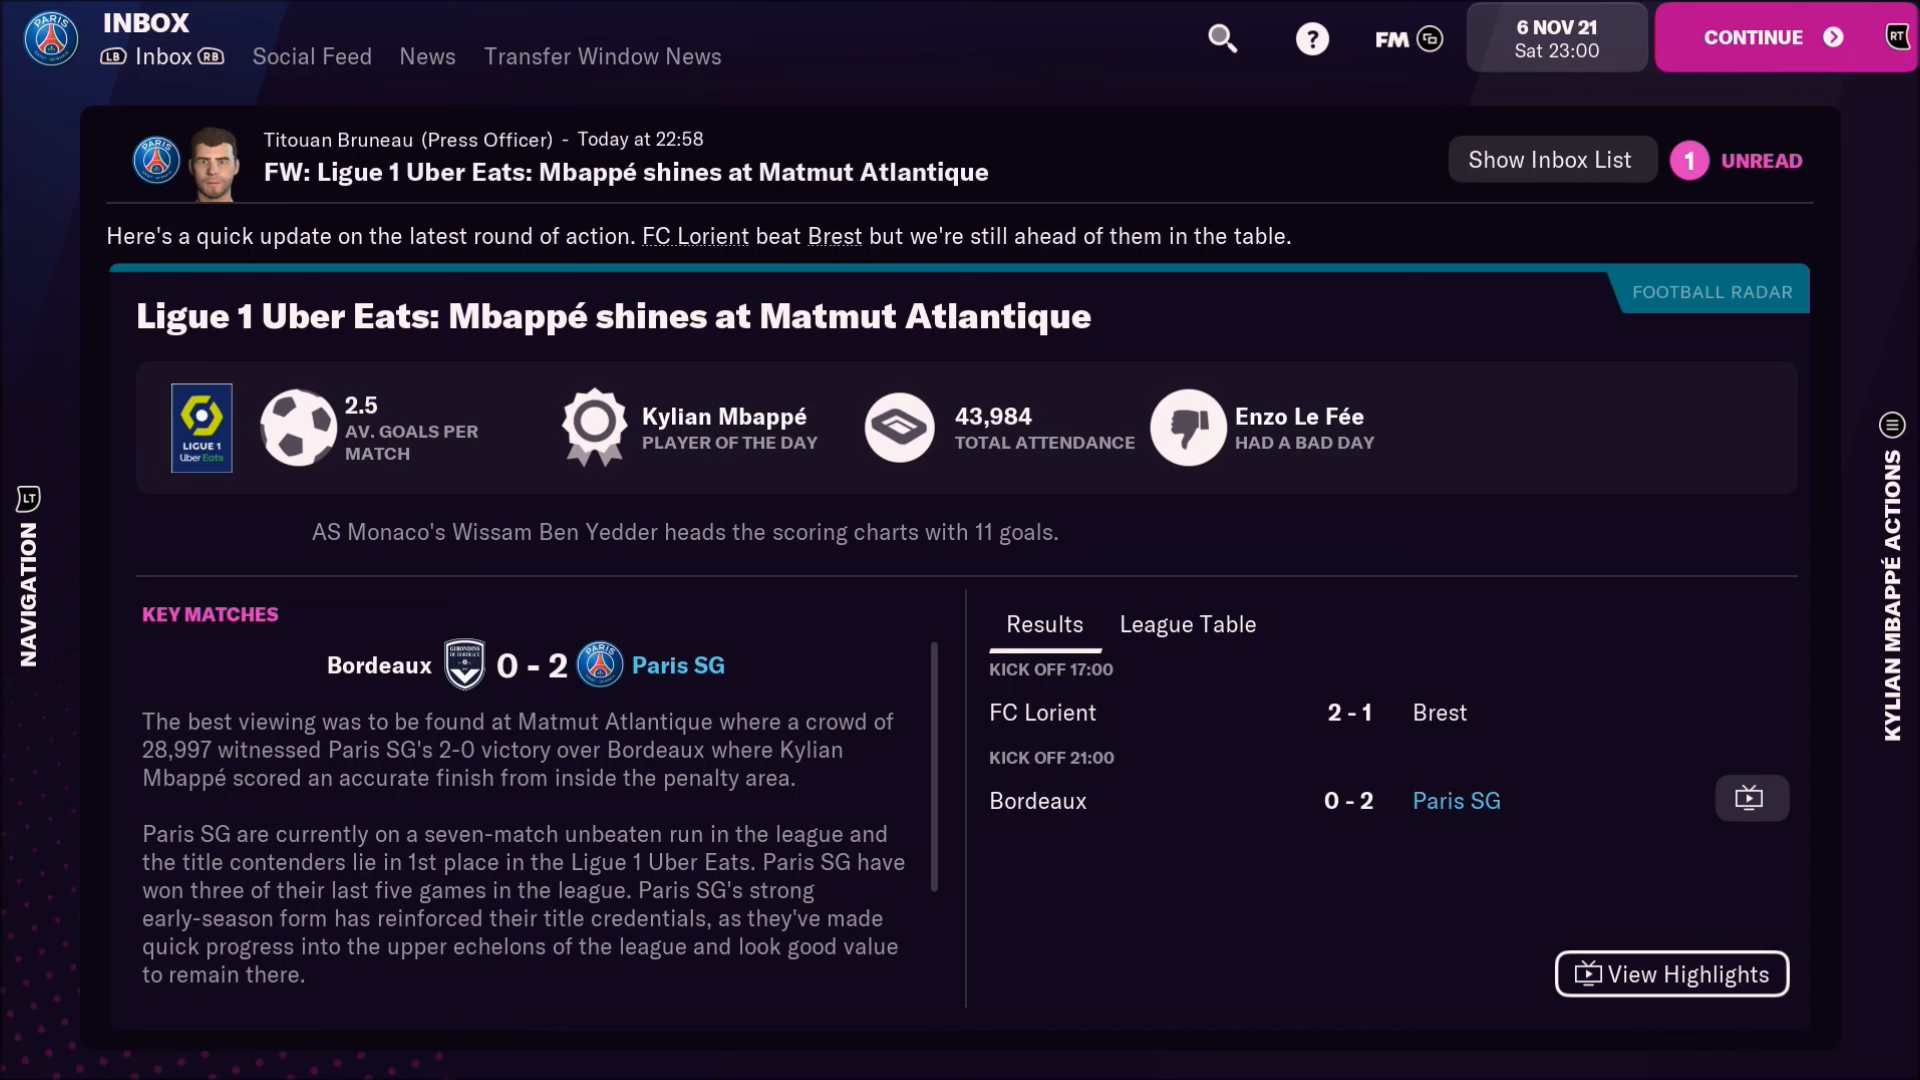 INBOX
LB Inbox RB Social Feed News Transfer Window News
PARIS
?
FM
6 NOV 21
Sat 23:00
CONTINUE
RT
Titouan Bruneau (Press Officer) - Today at 22:58
FW: Ligue 1 Uber Eats: Mbappé shines at Matmut Atlantique
PARIS
Show Inbox List
1 UNREAD
Here's a quick update on the latest round of action. FC Lorient beat Brest but we're still ahead of them in the table.
FOOTBALL RADAR
Ligue 1 Uber Eats: Mbappé shines at Matmut Atlantique
LIGUE 1
Uber Eats
2.5
AV. GOALS PER
MATCH
Kylian Mbappé
PLAYER OF THE DAY
43,984
TOTAL ATTENDANCE
Enzo Le Fée
HAD A BAD DAY
AS Monaco's Wissam Ben Yedder heads the scoring charts with 11 goals.
KEY MATCHES
Bordeaux 0 - 2 PARIS Paris SG
The best viewing was to be found at Matmut Atlantique where a crowd of
28,997 witnessed Paris SG's 2-0 victory over Bordeaux where Kylian
Mbappé scored an accurate finish from inside the penalty area.
Paris SG are currently on a seven-match unbeaten run in the league and
the title contenders lie in 1st place in the Ligue 1 Uber Eats. Paris SG have
won three of their last five games in the league. Paris SG's strong
early-season form has reinforced their title credentials, as they've made
quick progress into the upper echelons of the league and look good value
to remain there.
Results League Table
KICK OFF 17:00
FC Lorient 2 - 1 Brest
KICK OFF 21:00
Bordeaux 0 - 2 Paris SG
View Highlights
LT
NAVIGATION
KYLIAN MBAPPÉ ACTIONS